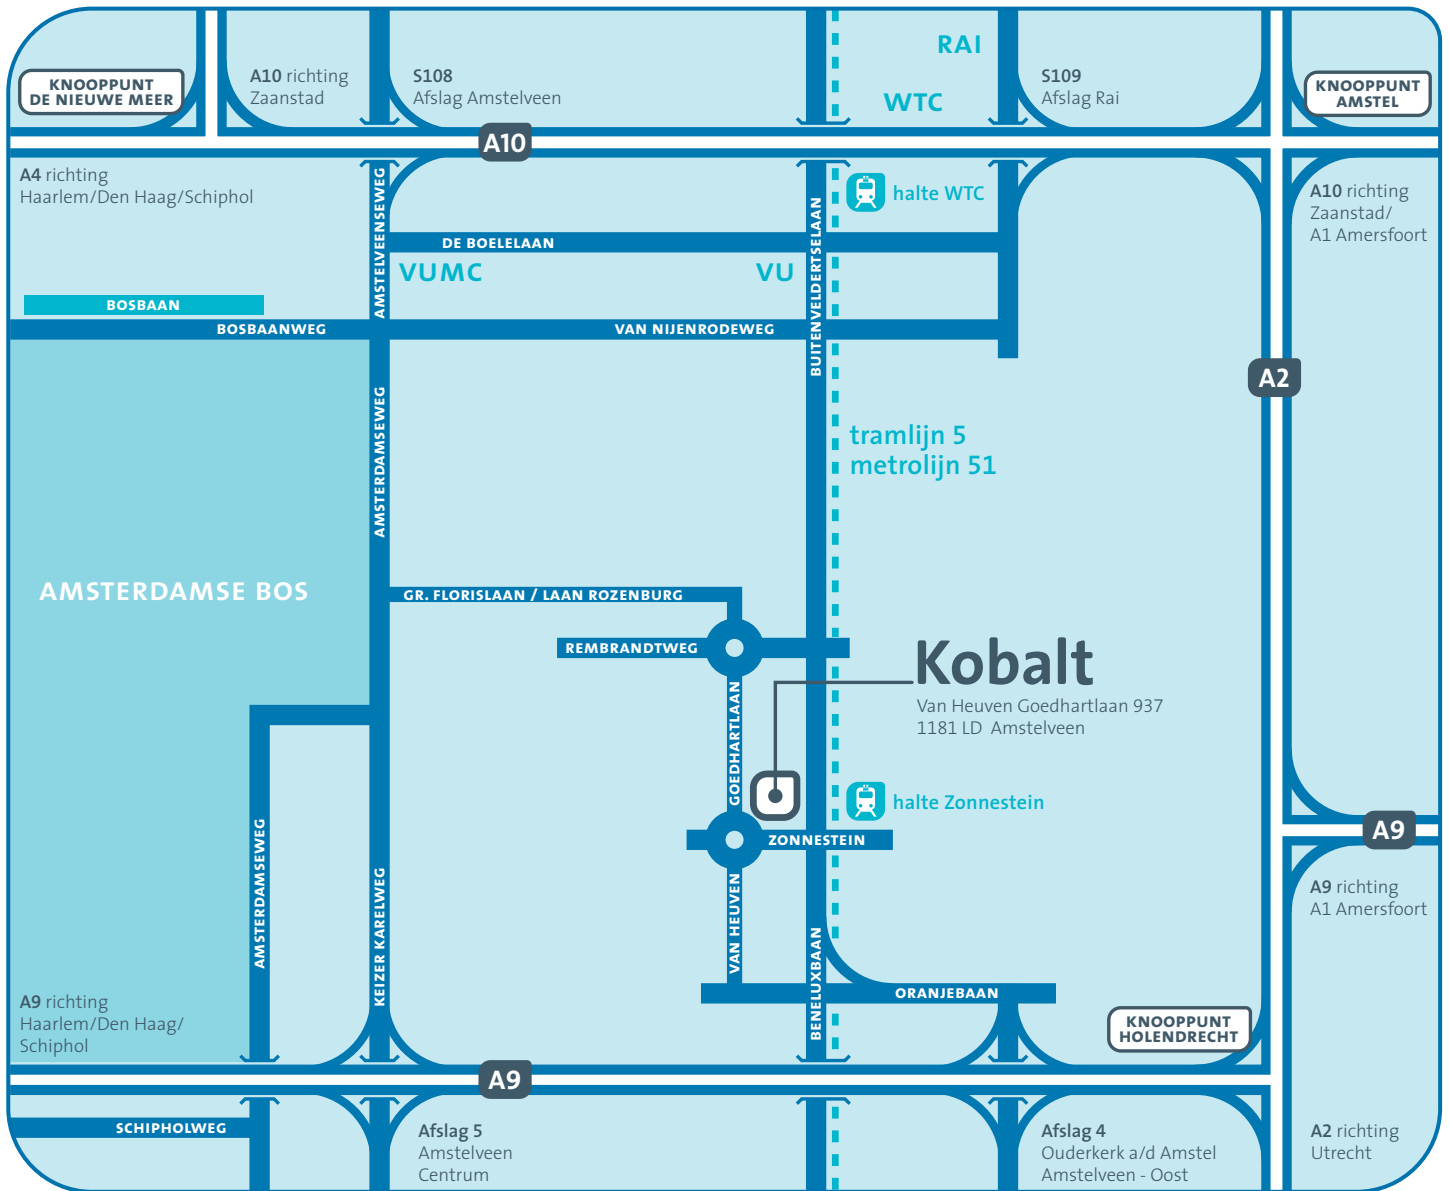 RAI
WTC
KNOOPPUNT
DE NIEUWE MEER
A10 richting
Zaanstad
S108
Afslag Amstelveen
S109
Afslag Rai
KNOOPPUNT
AMSTEL
A10
A4 richting
Haarlem/Den Haag/Schiphol
halte WTC
A10 richting
Zaanstad/
A1 Amersfoort
AMSTELVEENSEWEG
DE BOELELAAN
VUMC
VU
BUITENVELDERTSELAAN
BOSBAAN
BOSBAANWEG
VAN NIJENRODEWEG
A2
AMSTERDAMSEWEG
tramlijn 5
metrolijn 51
AMSTERDAMSE BOS
GR. FLORISLAAN / LAAN ROZENBURG
REMBRANDTWEG
Kobalt
Van Heuven Goedhartlaan 937
1181 LD Amstelveen
GOEDHARTLAAN
halte Zonnestein
A9
ZONNESTEIN
AMSTERDAMSEWEG
KEIZER KARELWEG
VAN HEUVEN
BENELUXBAAN
A9 richting
A1 Amersfoort
ORANJEBAAN
A9 richting
Haarlem/Den Haag/
Schiphol
KNOOPPUNT
HOLENDRECHT
A9
SCHIPHOLWEG
Afslag 5
Amstelveen
Centrum
Afslag 4
Ouderkerk a/d Amstel
Amstelveen - Oost
A2 richting
Utrecht